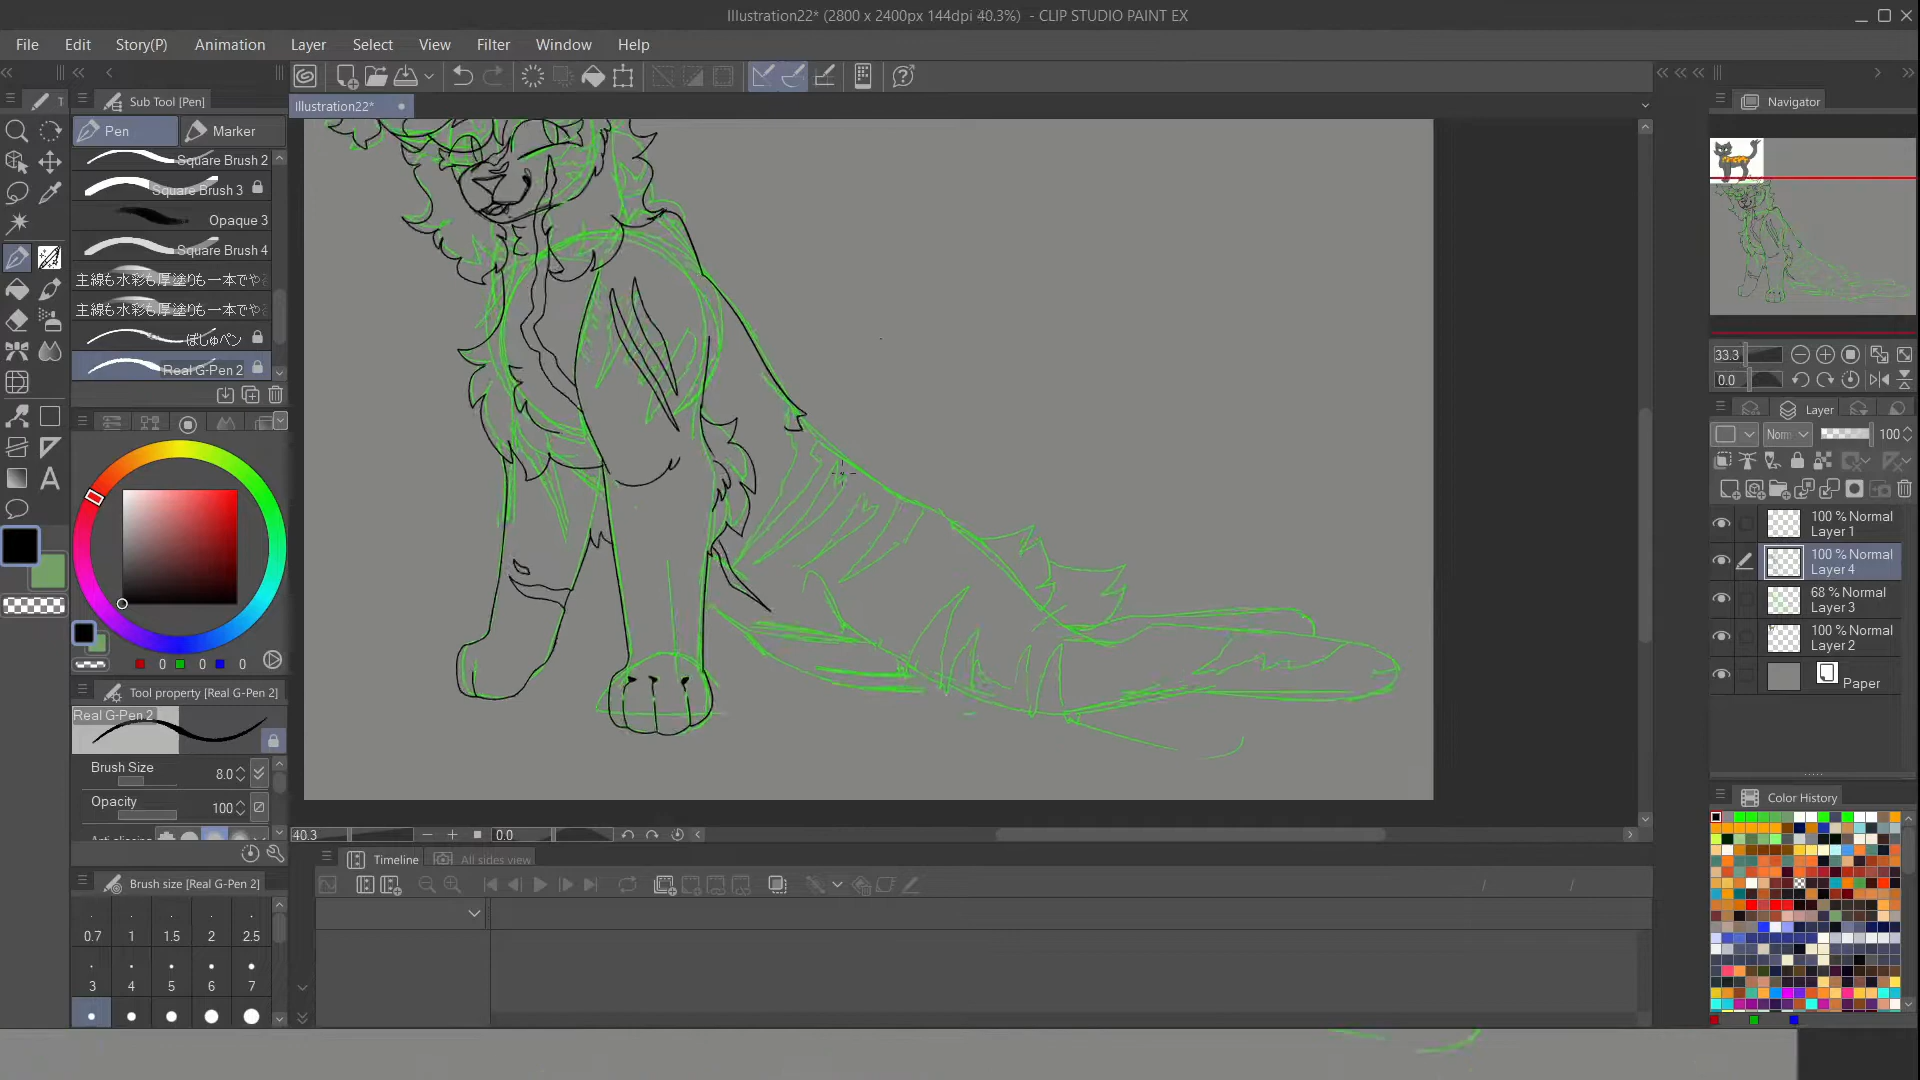 Illustration22* (2800 x 2400px 144dpi 40.3%) - CLIP STUDIO PAINT EX
File Edit Story(P) Animation Layer Select View Filter Window Help
Sub Tool [Pen]
Illustration22*
Navigator
Pen
Marker
Square Brush 2
Square Brush 3
Opaque 3
Square Brush 4
主線も水彩も厚塗りも一本でや
主線も水彩も厚塗りも一本でや
ぽしゅペン
Real G-Pen 2
33.3
0.0
Layer
Norm
100
100 % Normal
Layer 1
100 % Normal
Layer 4
68 % Normal
Layer 3
100 % Normal
Layer 2
Paper
0 0 0
Tool property [Real G-Pen 2]
Real G-Pen 2
Brush Size 8.0
Opacity 100
40.3 0.0
Color History
Timeline
All sides view
Brush size [Real G-Pen 2]
0.7 1 1.5 2 2.5
3 4 5 6 7